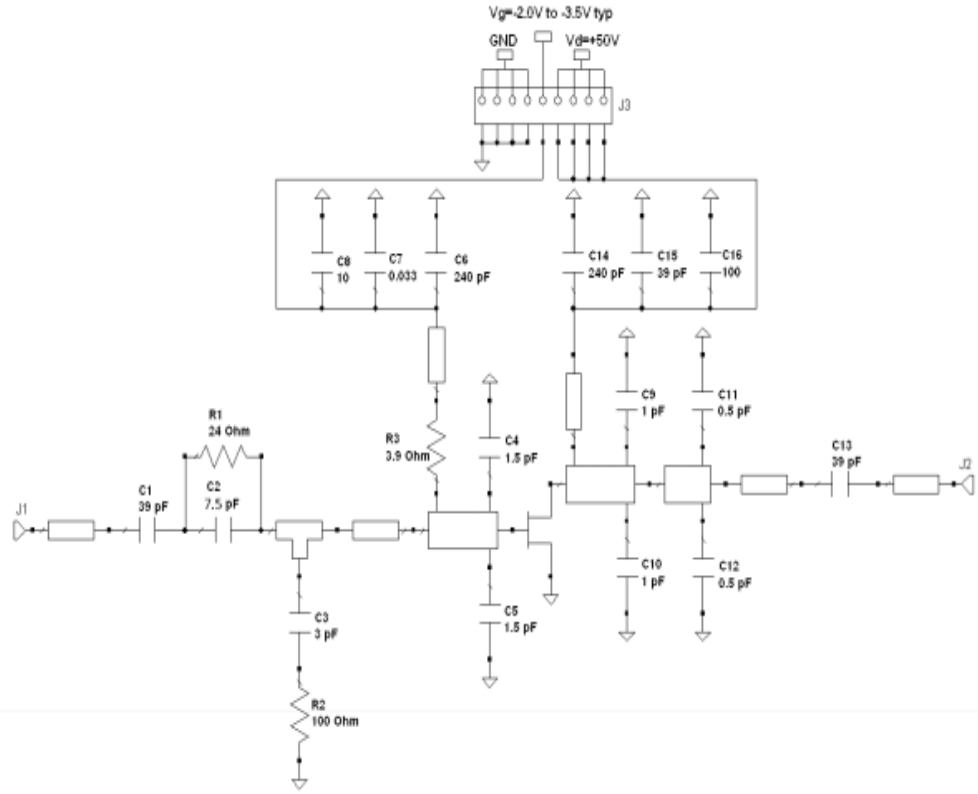 Vg=-2.0V to -3.5V typ
GND
Vd=+50V
J3
C8
10
C7
0.033
C6
240 pF
C14
240 pF
C15
39 pF
C16
100
R1
24 Ohm
R3
3.9 Ohm
C4
1.5 pF
C9
1 pF
C11
0.5 pF
C13
39 pF
J2
J1
C1
39 pF
C2
7.5 pF
C10
1 pF
C12
0.5 pF
C3
3 pF
C5
1.5 pF
R2
100 Ohm